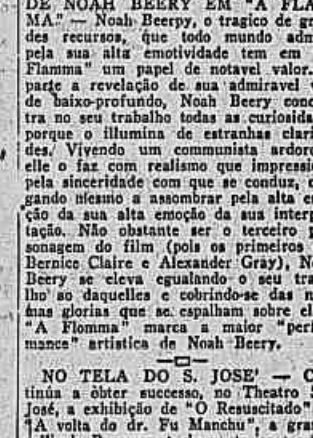 DE NOAH BEERY EM "A FLA
MA." — Noah Beerpy, o tragico de gr
des recursos, que todo mundo adm
pela sua alta emotividade tem em
Flamma" um papel de notavel valor.
parte a revelação de sua admiravel v
de baixo-profundo, Noah Beery conc
tra no seu trabalho todas as curiosida
porque o illumina de estranhas clari
des. Vivendo um communista ardoro
elle o faz com realismo que impressi
pela sinceridade com que se conduz, c
gando mesmo a assombrar pela alta e
ção da sua alta emoção da sua interp
tação. Não obstante ser o terceiro p
sonagem do film (pois os primeiros
Bernice Claire e Alexander Gray), N
Beery se eleva egualando o seu tra
lho ao daquelles e cobrindo-se das m
mas glorias que se espalham sobre el
"A Flomma" marca a maior "perf
mance" artistica de Noah Beery.
NO TELA DO S. JOSE' — C
tinúa a obter successo, no Theatro S
José, a exhibição de "O Resuscitado"
"A volta do dr. Fu Manchu", a gra